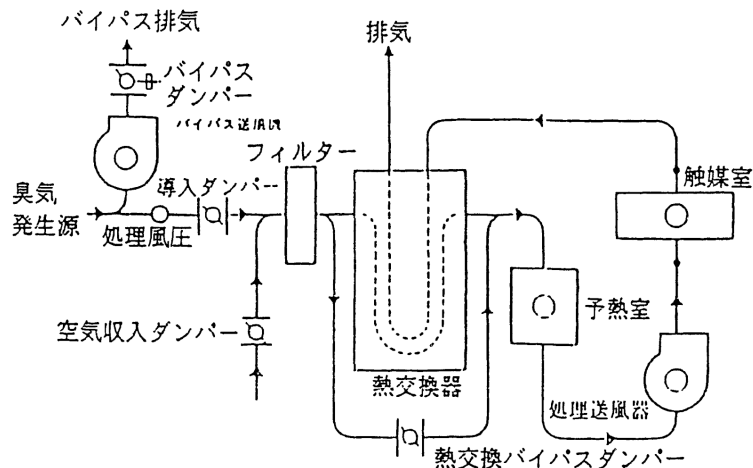 バイパス排気
排気
バイパス
ダンパー
バイパス送風機
フィルター
導入ダンパー
臭気
発生源
処理風圧
触媒室
空気収入ダンパー
予熱室
熱交換器
処理送風器
熱交換バイパスダンパー